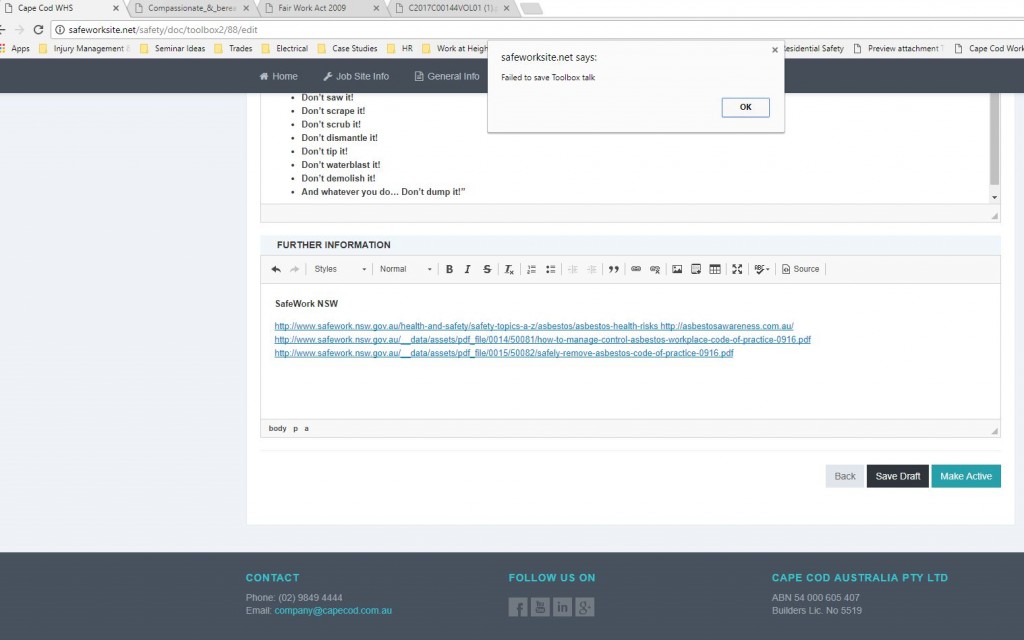 Cape Cod WHS
Compassionate_&_berea
Fair Work Act 2009
C2017C00144VOL01 (1).p
safeworksite.net/safety/doc/toolbox2/88/edit
Apps Injury Management & Seminar Ideas Trades Electrical Case Studies HR Work at Heigh esidential Safety Preview attachment Cape Cod Work
Home Job Site Info General Info
safeworksite.net says:
Failed to save Toolbox talk
OK
• Don't saw it!
• Don't scrape it!
• Don't scrub it!
• Don't dismantle it!
• Don't tip it!
• Don't waterblast it!
• Don't demolish it!
• And whatever you do… Don't dump it!”
FURTHER INFORMATION
Styles Normal B I S Tx Source
SafeWork NSW
http://www.safework.nsw.gov.au/health-and-safety/safety-topics-a-z/asbestos/asbestos-health-risks http://asbestosawareness.com.au/
http://www.safework.nsw.gov.au/__data/assets/pdf_file/0014/50081/how-to-manage-control-asbestos-workplace-code-of-practice-0916.pdf
http://www.safework.nsw.gov.au/__data/assets/pdf_file/0015/50082/safely-remove-asbestos-code-of-practice-0916.pdf
body p a
Back Save Draft Make Active
CONTACT
Phone: (02) 9849 4444
Email: company@capecod.com.au
FOLLOW US ON
CAPE COD AUSTRALIA PTY LTD
ABN 54 000 605 407
Builders Lic. No 5519